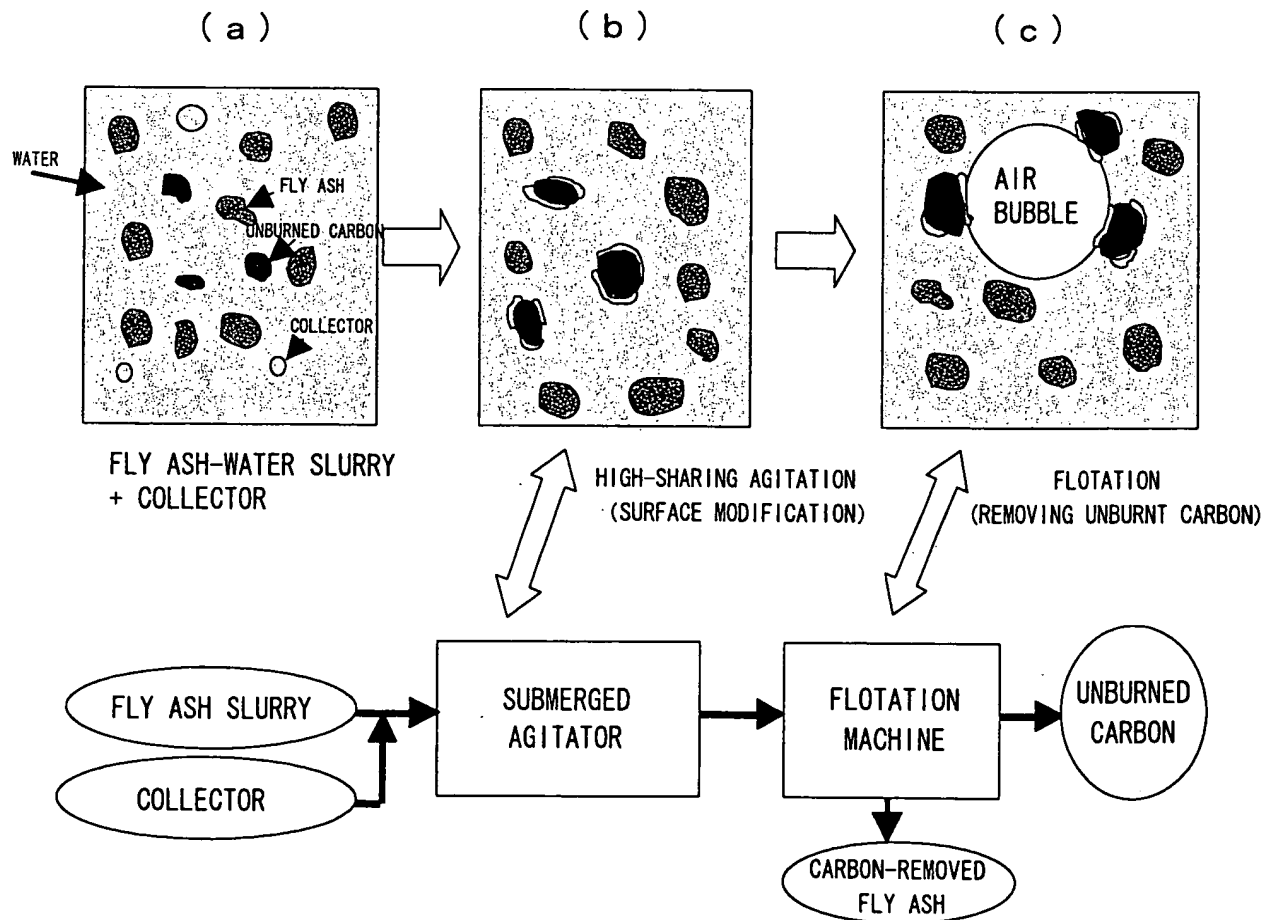 (a)
(b)
(c)
WATER
FLY ASH
UNBURNED CARBON
COLLECTOR
AIR
BUBBLE
FLY ASH-WATER SLURRY
+ COLLECTOR
HIGH-SHARING AGITATION
(SURFACE MODIFICATION)
FLOTATION
(REMOVING UNBURNT CARBON)
FLY ASH SLURRY
COLLECTOR
SUBMERGED
AGITATOR
FLOTATION
MACHINE
UNBURNED
CARBON
CARBON-REMOVED
FLY ASH